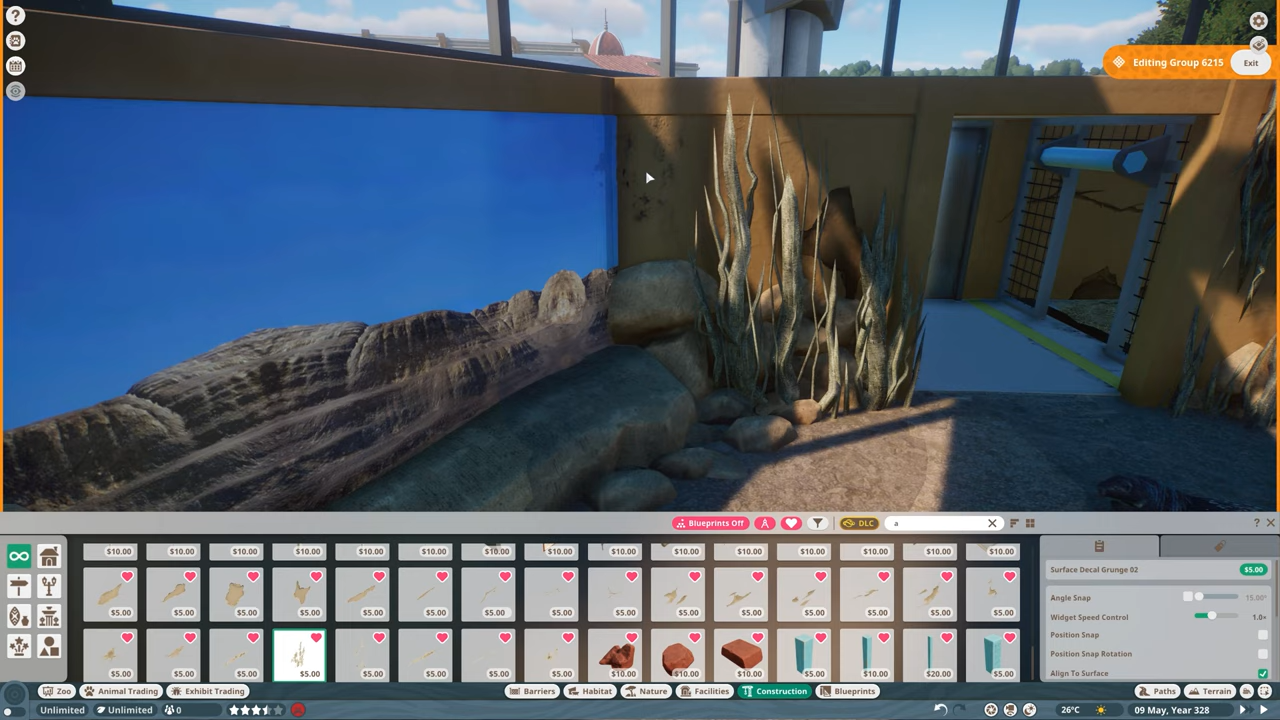 Editing Group 6215 Exit
Blueprints Off DLC a
$10.00 $10.00 $10.00 $10.00 $10.00 $10.00 $10.00 $10.00 $10.00 $10.00 $10.00 $10.00 $10.00 $10.00 $10.00
$5.00 $5.00 $5.00 $5.00 $5.00 $5.00 $5.00 $5.00 $5.00 $5.00 $5.00 $5.00 $5.00 $5.00 $5.00
$5.00 $5.00 $5.00 $5.00 $5.00 $5.00 $5.00 $5.00 $10.00 $10.00 $10.00 $5.00 $10.00 $20.00 $5.00
Surface Decal Grunge 02 $5.00
Angle Snap 15.00°
Widget Speed Control 1.0×
Position Snap
Position Snap Rotation
Align To Surface
Zoo Animal Trading Exhibit Trading Barriers Habitat Nature Facilities Construction Blueprints Paths Terrain
Unlimited Unlimited 0 26°C 09 May, Year 328